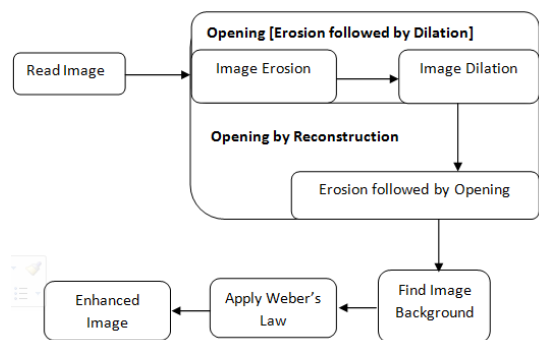 Opening [Erosion followed by Dilation]
Read Image
Image Erosion
Image Dilation
Opening by Reconstruction
Erosion followed by Opening
Find Image
Background
Apply Weber's
Law
Enhanced
Image